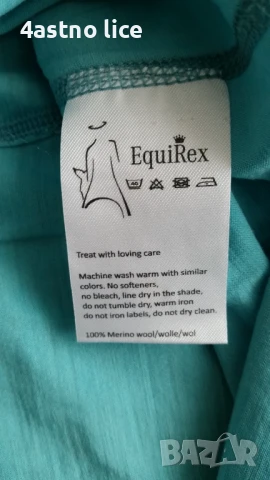 4astno lice
EquiRex
40
Treat with loving care
Machine wash warm with similar
colors. No softeners,
no bleach, line dry in the shade,
do not tumble dry, warm iron
do not iron labels, do not dry clean.
100% Merino wool/wolle/wol
BAZAR